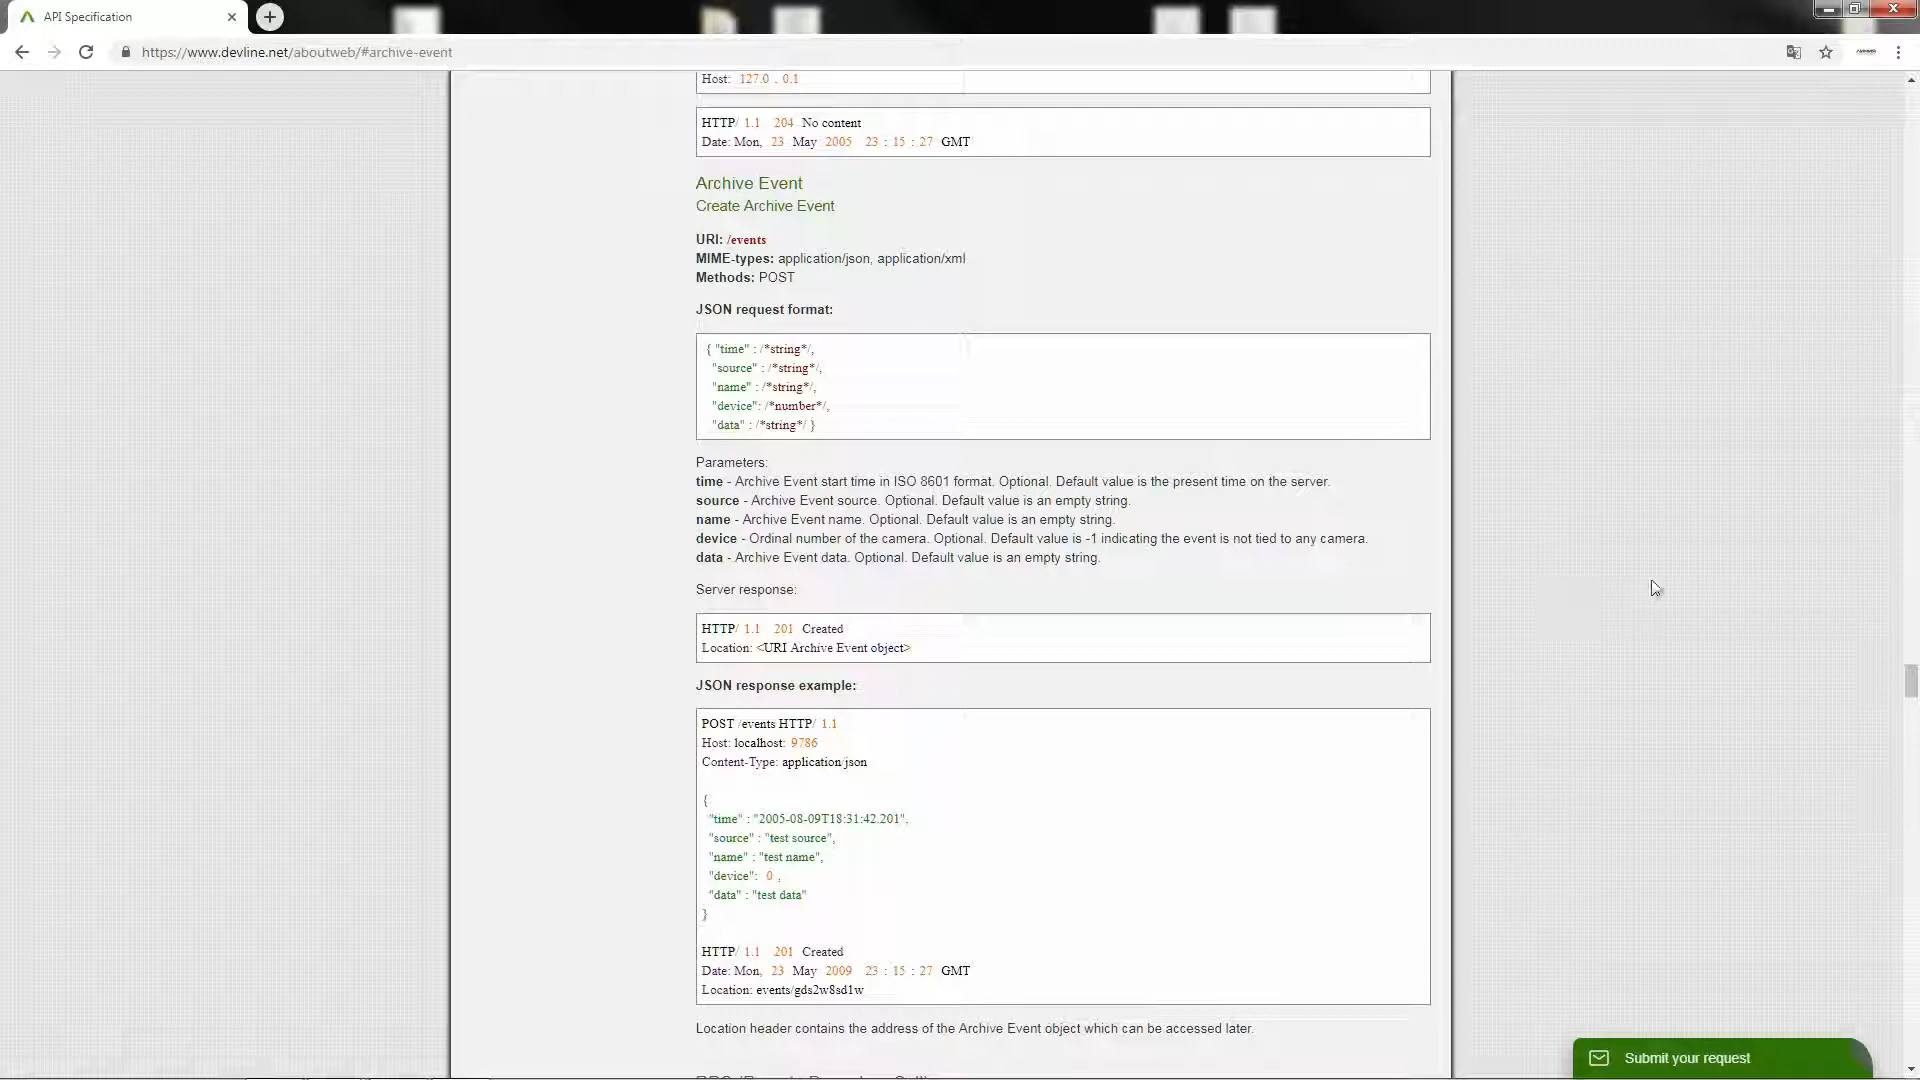 API Specification
https://www.devline.net/aboutweb/#archive-event
Host: 127.0 . 0.1
HTTP/ 1.1 204 No content
Date: Mon, 23 May 2005 23 : 15 : 27 GMT
Archive Event
Create Archive Event
URI: /events
MIME-types: application/json, application/xml
Methods: POST
JSON request format:
{ "time" : /*string*/,
"source" : /*string*/,
"name" : /*string*/,
"device": /*number*/,
"data" : /*string*/ }
Parameters:
time - Archive Event start time in ISO 8601 format. Optional. Default value is the present time on the server.
source - Archive Event source. Optional. Default value is an empty string.
name - Archive Event name. Optional. Default value is an empty string.
device - Ordinal number of the camera. Optional. Default value is -1 indicating the event is not tied to any camera.
data - Archive Event data. Optional. Default value is an empty string.
Server response:
HTTP/ 1.1 201 Created
Location: <URI Archive Event object>
JSON response example:
POST /events HTTP/ 1.1
Host: localhost: 9786
Content-Type: application/json
{
"time" : "2005-08-09T18:31:42.201",
"source" : "test source",
"name" : "test name",
"device": 0 ,
"data" : "test data"
}
HTTP/ 1.1 201 Created
Date: Mon, 23 May 2009 23 : 15 : 27 GMT
Location: events/gds2w8sd1w
Location header contains the address of the Archive Event object which can be accessed later.
Submit your request